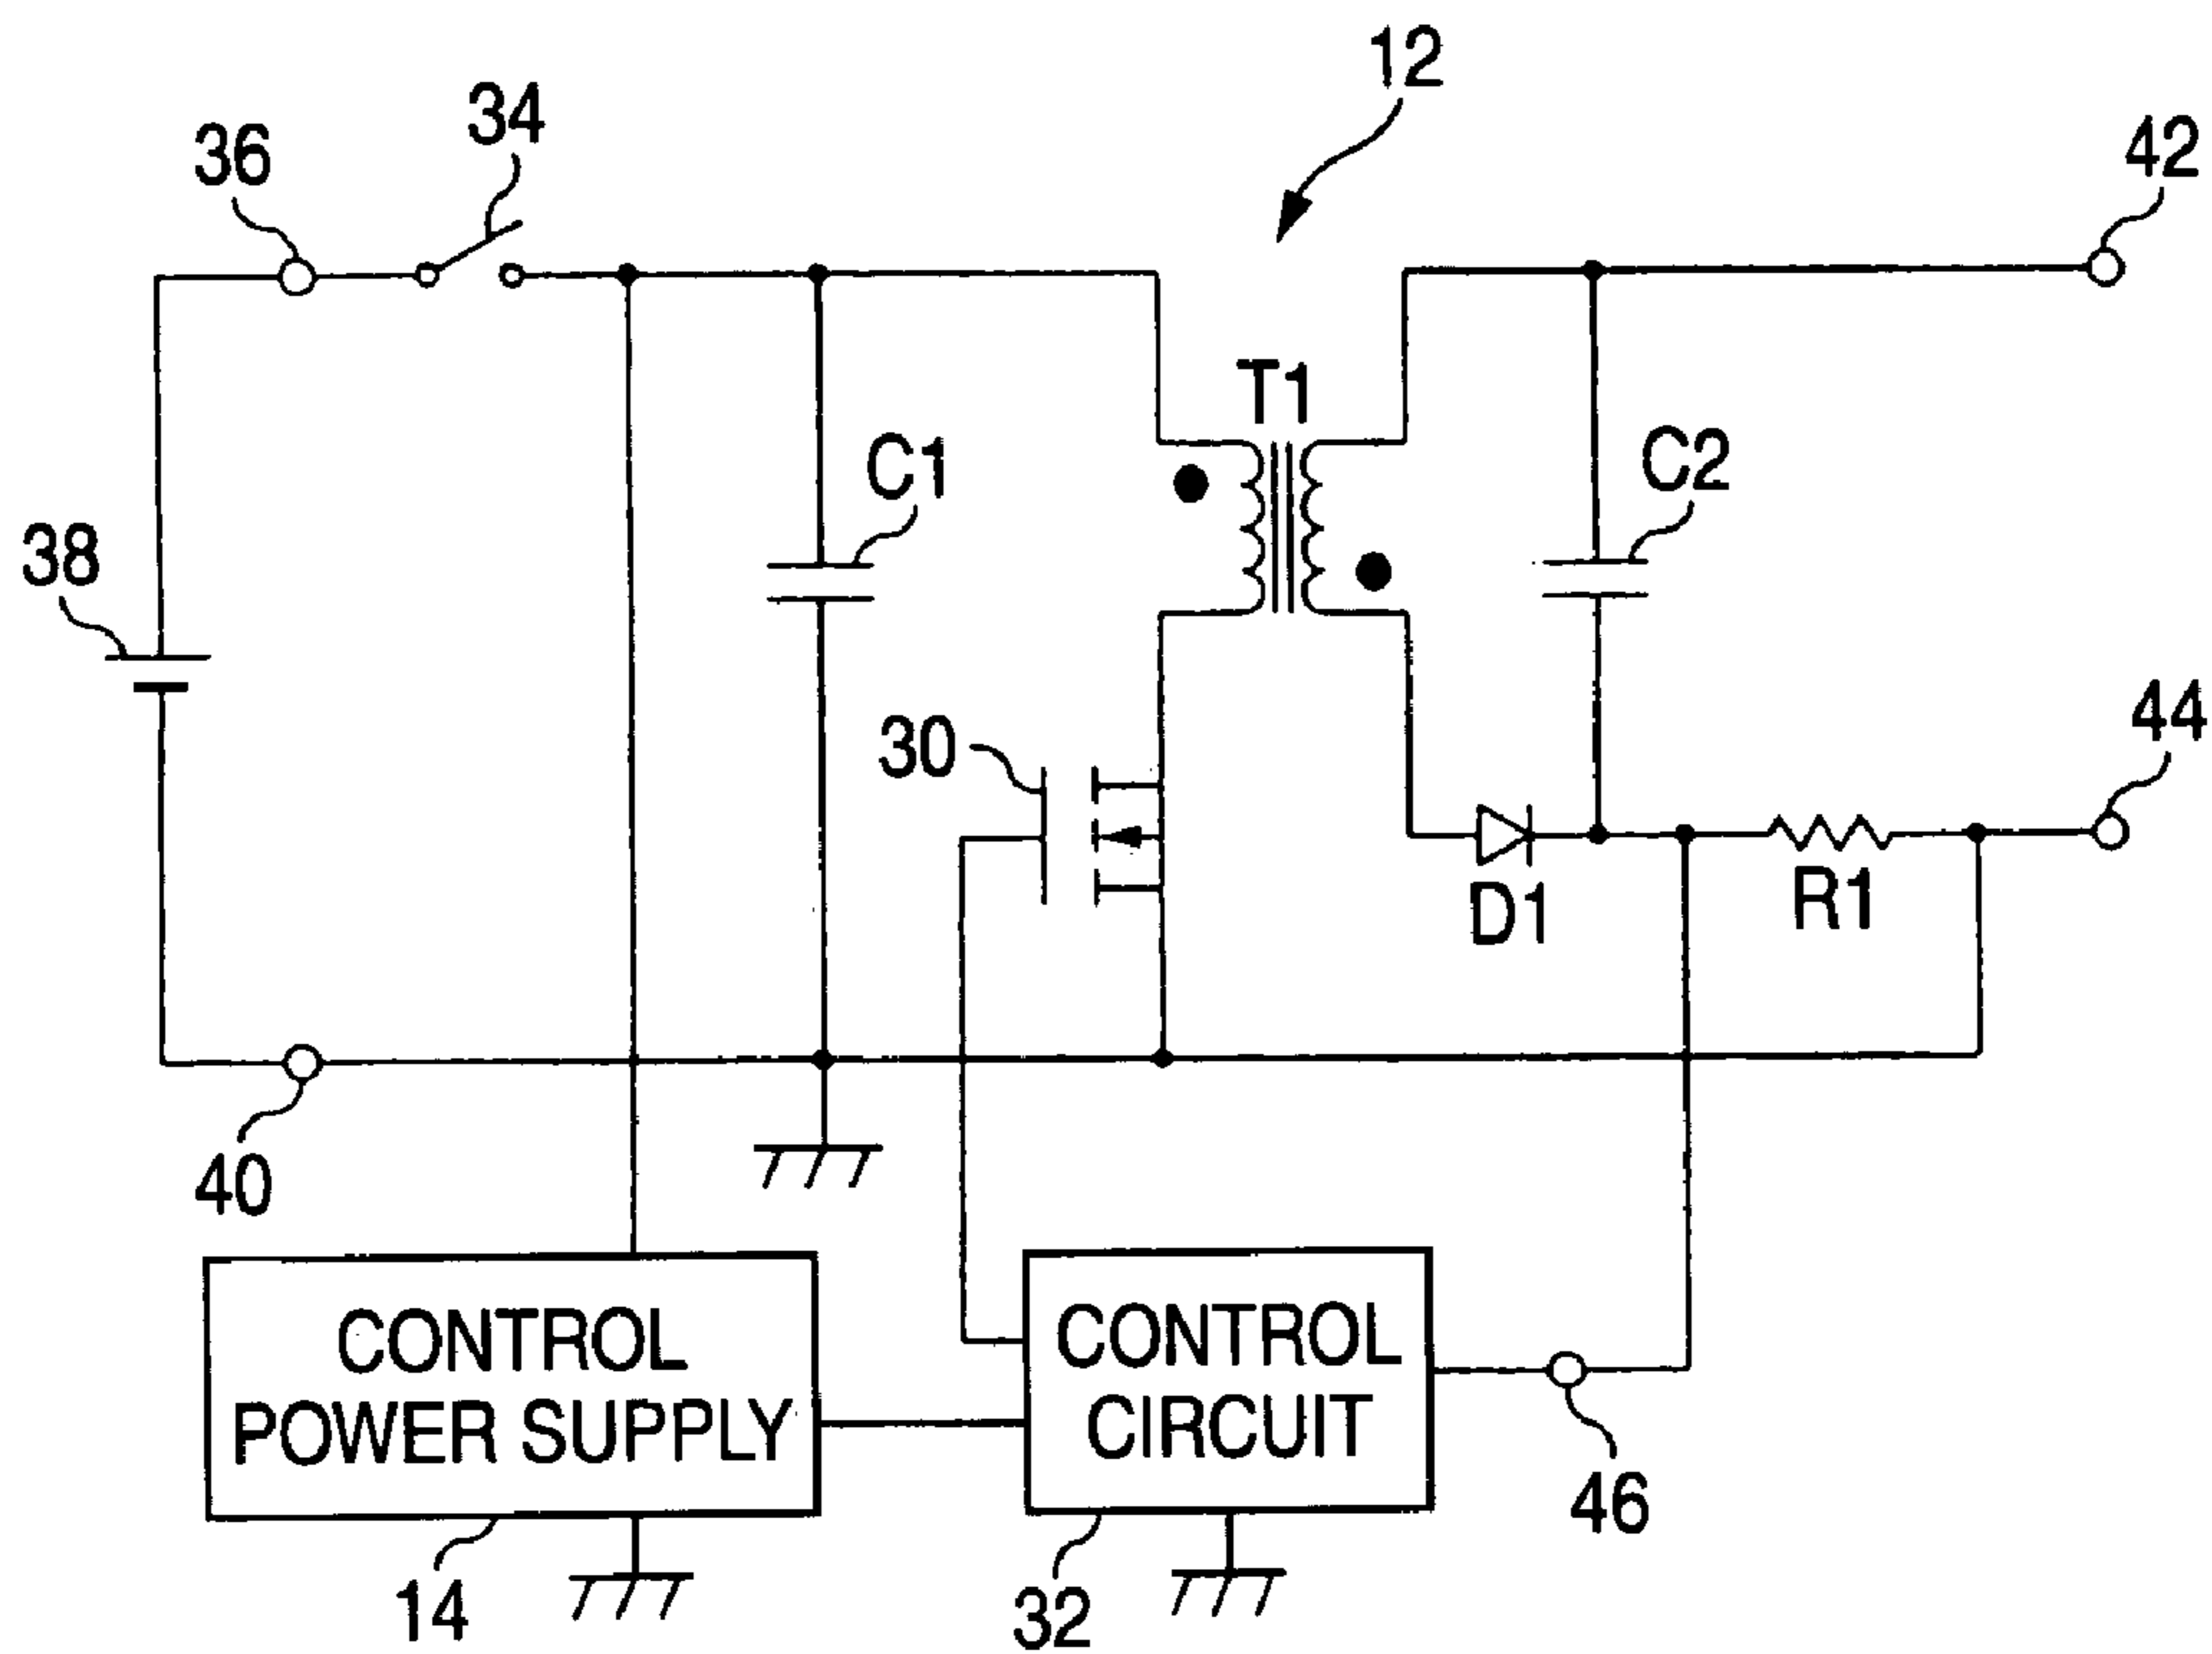 12
34
36
42
T1
C1
C2
38
44
30
D1
R1
40
CONTROL
POWER SUPPLY
CONTROL
CIRCUIT
46
14
32